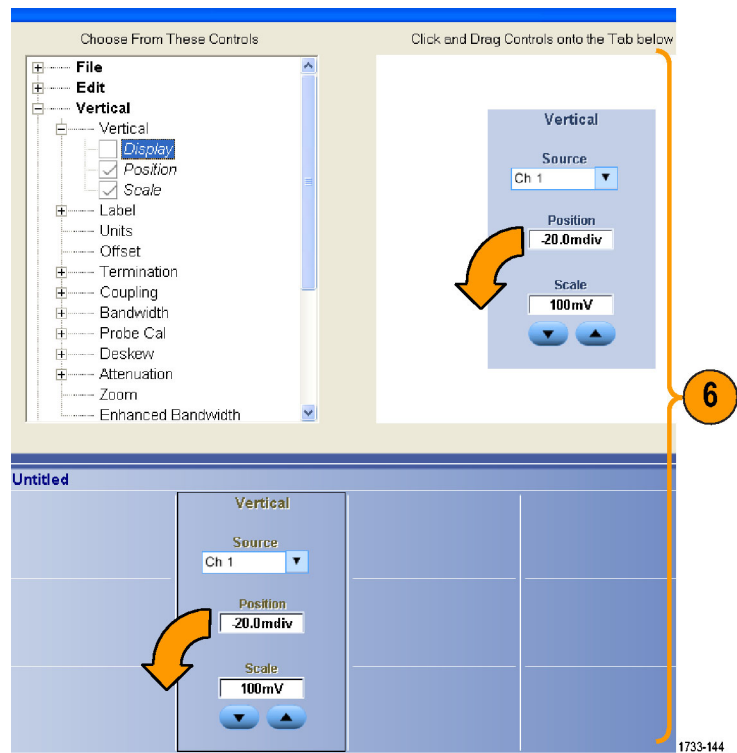 Choose From These Controls
Click and Drag Controls onto the Tab below
File
Edit
Vertical
Vertical
Display
Position
Scale
Label
Units
Offset
Termination
Coupling
Bandwidth
Probe Cal
Deskew
Attenuation
Zoom
Enhanced Bandwidth
Vertical
Source
Ch 1
Position
-20.0mdiv
Scale
100mV
6
Untitled
Vertical
Source
Ch 1
Position
-20.0mdiv
Scale
100mV
1733-144